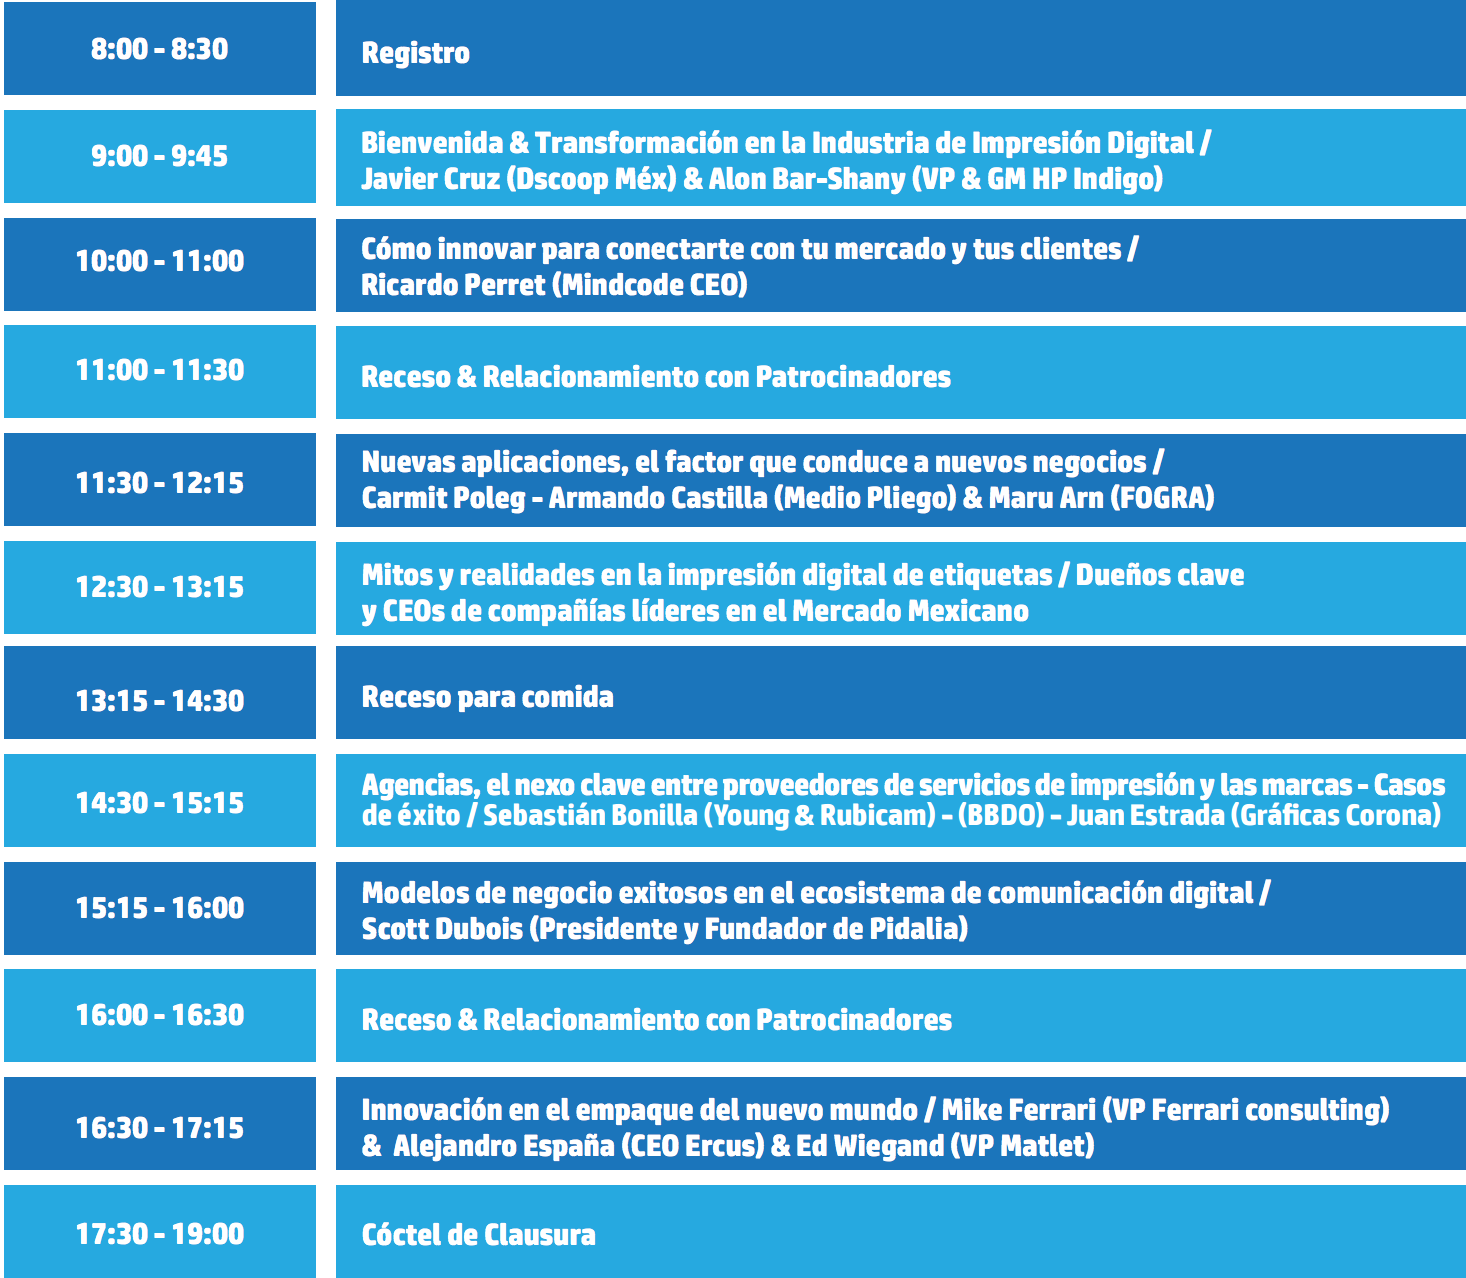 8:00 - 8:30
Registro
9:00 - 9:45
Bienvenida & Transformación en la Industria de Impresión Digital /
Javier Cruz (Dscoop Méx) & Alon Bar-Shany (VP & GM HP Indigo)
10:00 - 11:00
Cómo innovar para conectarte con tu mercado y tus clientes /
Ricardo Perret (Mindcode CEO)
11:00 - 11:30
Receso & Relacionamiento con Patrocinadores
11:30 - 12:15
Nuevas aplicaciones, el factor que conduce a nuevos negocios /
Carmit Poleg - Armando Castilla (Medio Pliego) & Maru Arn (FOGRA)
12:30 - 13:15
Mitos y realidades en la impresión digital de etiquetas / Dueños clave
y CEOs de compañías líderes en el Mercado Mexicano
13:15 - 14:30
Receso para comida
14:30 - 15:15
Agencias, el nexo clave entre proveedores de servicios de impresión y las marcas - Casos
de éxito / Sebastián Bonilla (Young & Rubicam) - (BBDO) - Juan Estrada (Gráficas Corona)
15:15 - 16:00
Modelos de negocio exitosos en el ecosistema de comunicación digital /
Scott Dubois (Presidente y Fundador de Pidalia)
16:00 - 16:30
Receso & Relacionamiento con Patrocinadores
16:30 - 17:15
Innovación en el empaque del nuevo mundo / Mike Ferrari (VP Ferrari consulting)
& Alejandro España (CEO Ercus) & Ed Wiegand (VP Matlet)
17:30 - 19:00
Cóctel de Clausura